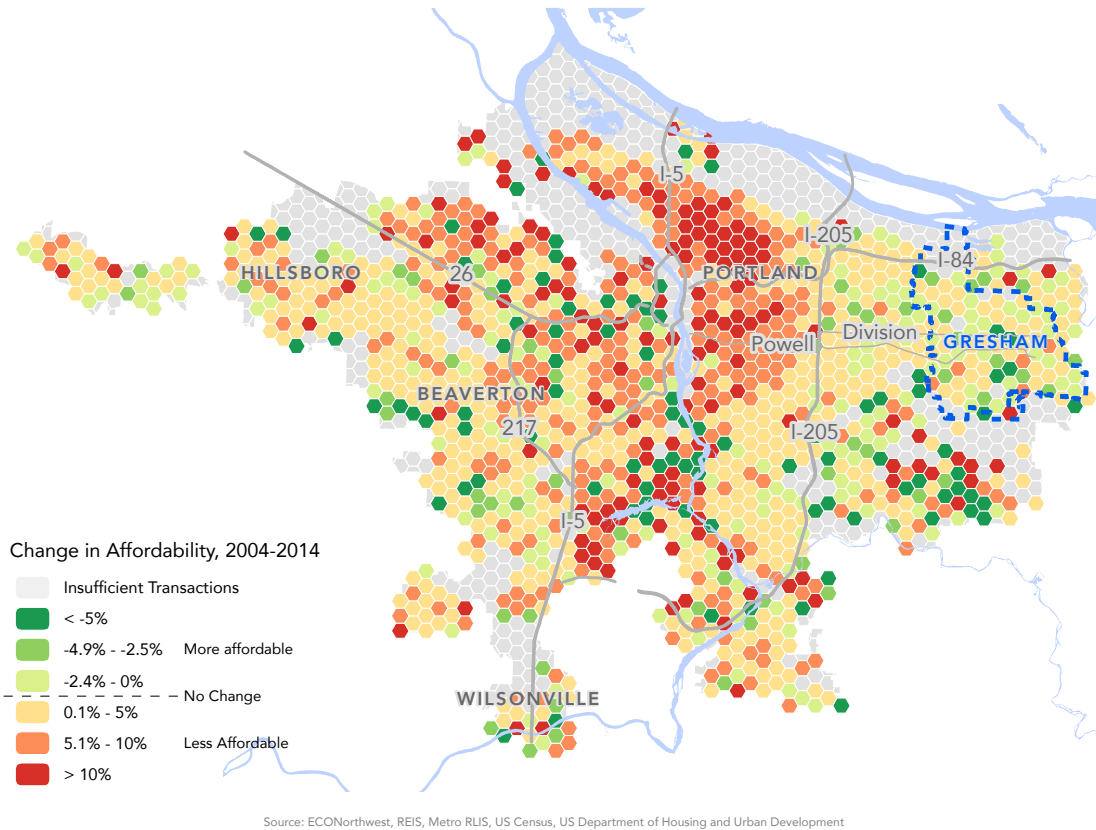 I-5
I-205
I-84
HILLSBORO
26
PORTLAND
Division
Powell
GRESHAM
BEAVERTON
217
I-205
I-5
Change in Affordability, 2004-2014
Insufficient Transactions
< -5%
-4.9% - -2.5% More affordable
-2.4% - 0%
No Change
0.1% - 5%
5.1% - 10% Less Affordable
> 10%
WILSONVILLE
Source: ECONorthwest, REIS, Metro RLIS, US Census, US Department of Housing and Urban Development